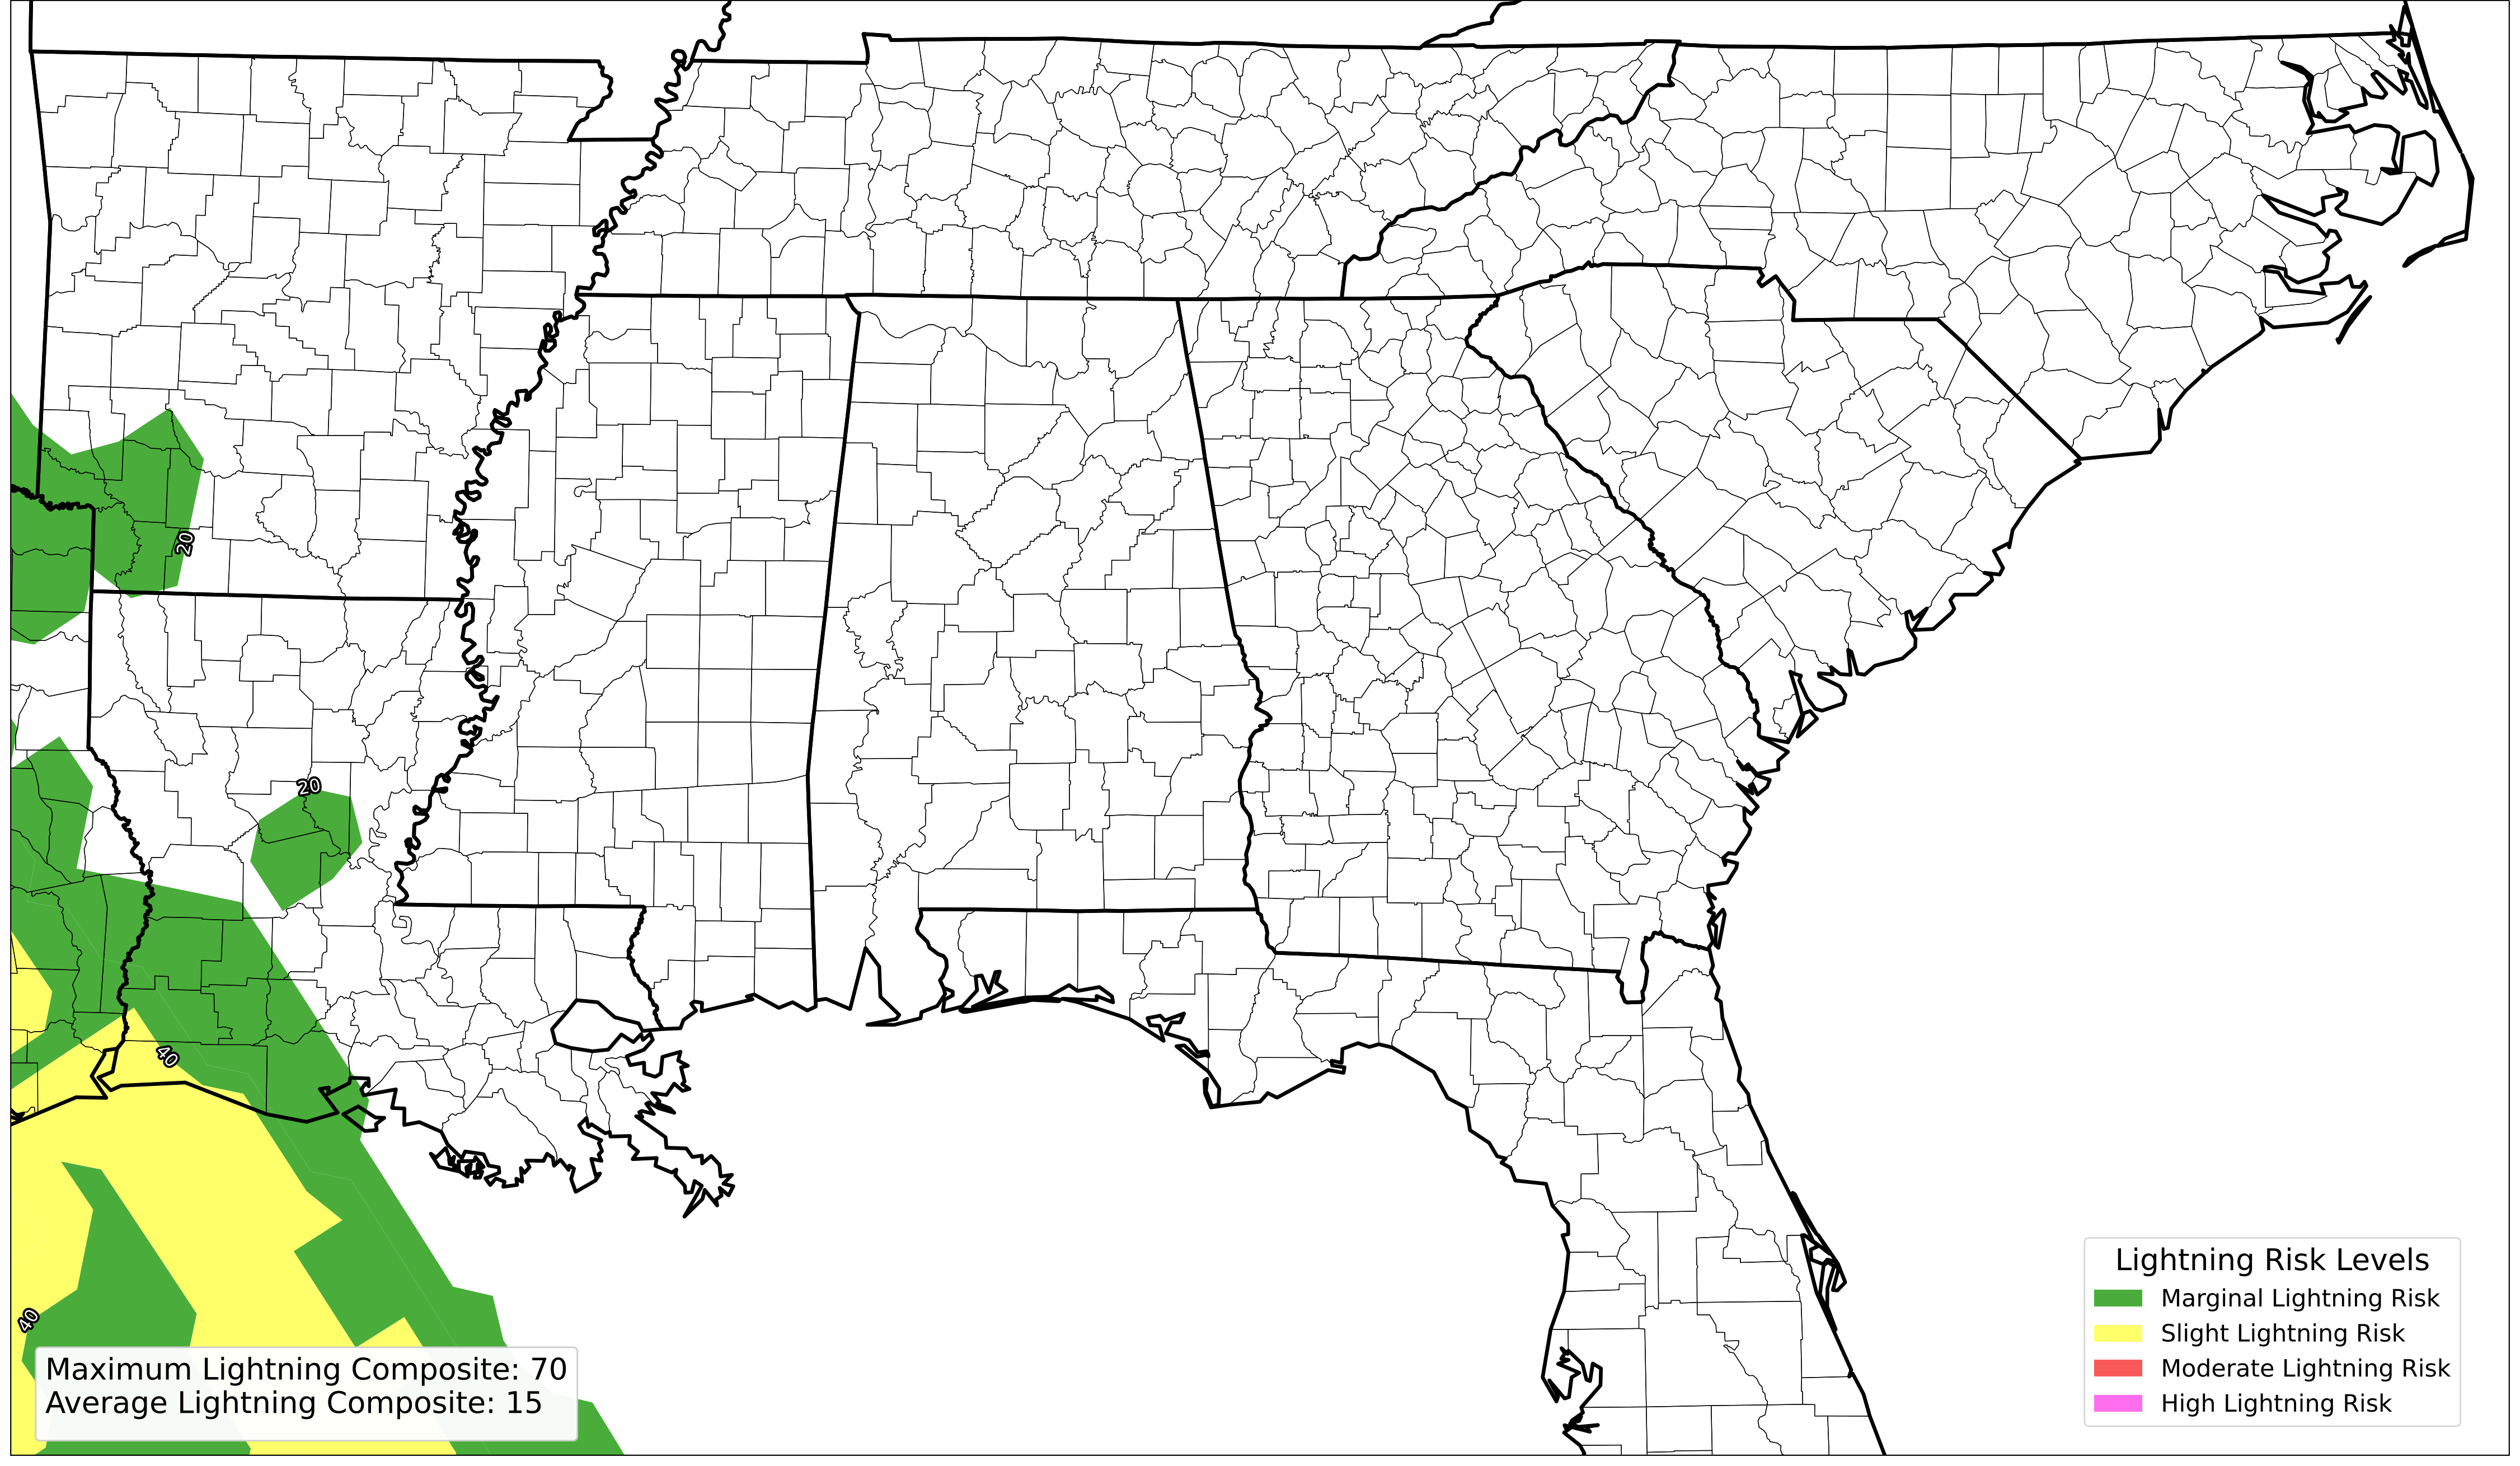 20
20
40
40
Maximum Lightning Composite: 70
Average Lightning Composite: 15
Lightning Risk Levels
Marginal Lightning Risk
Slight Lightning Risk
Moderate Lightning Risk
High Lightning Risk